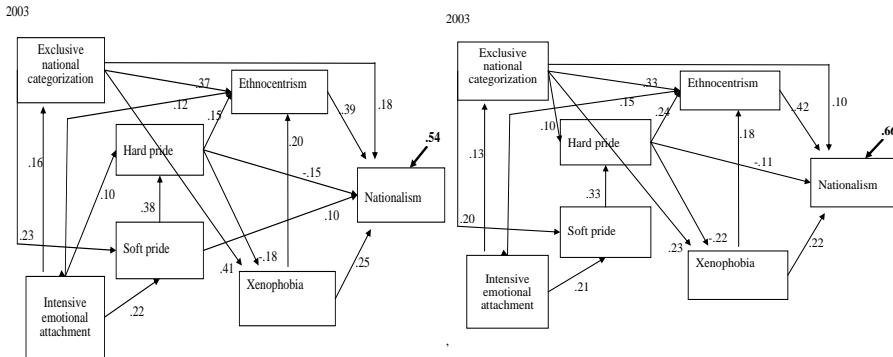 2003
Exclusive
national
categorization
Ethnocentrism
Hard pride
Nationalism
Soft pride
Xenophobia
Intensive
emotional
attachment
.37
.12
.15
.39
.18
.54
.16
.10
.20
-.15
.38
.10
.23
.41
-.18
.25
.22
2003
Exclusive
national
categorization
Ethnocentrism
Hard pride
Nationalism
Soft pride
Xenophobia
Intensive
emotional
attachment
.33
.15
.24
.42
.10
.66
.10
.13
.18
-.11
.33
.20
.23
-.22
.22
.21
,